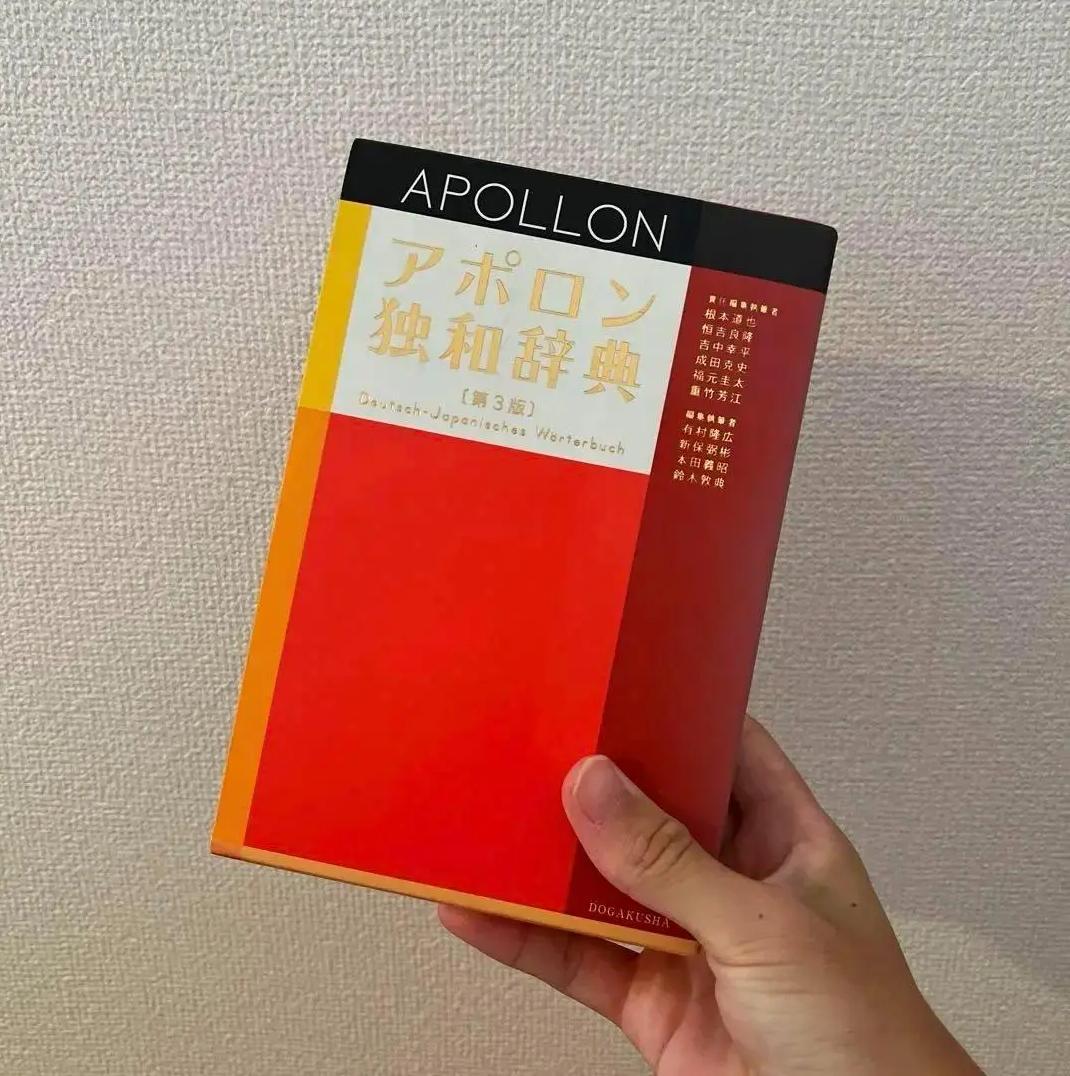 APOLLON
アポロン
独和辞典
〔第3版〕
Deutsch-Japanisches Wörterbuch
責任編集執筆者
根本道也
恒吉良隆
吉中幸平
成田克史
福元圭太
重竹芳江
編集執筆者
有村隆広
新保弼彬
本田義昭
鈴木敦典
DOGAKUSHA